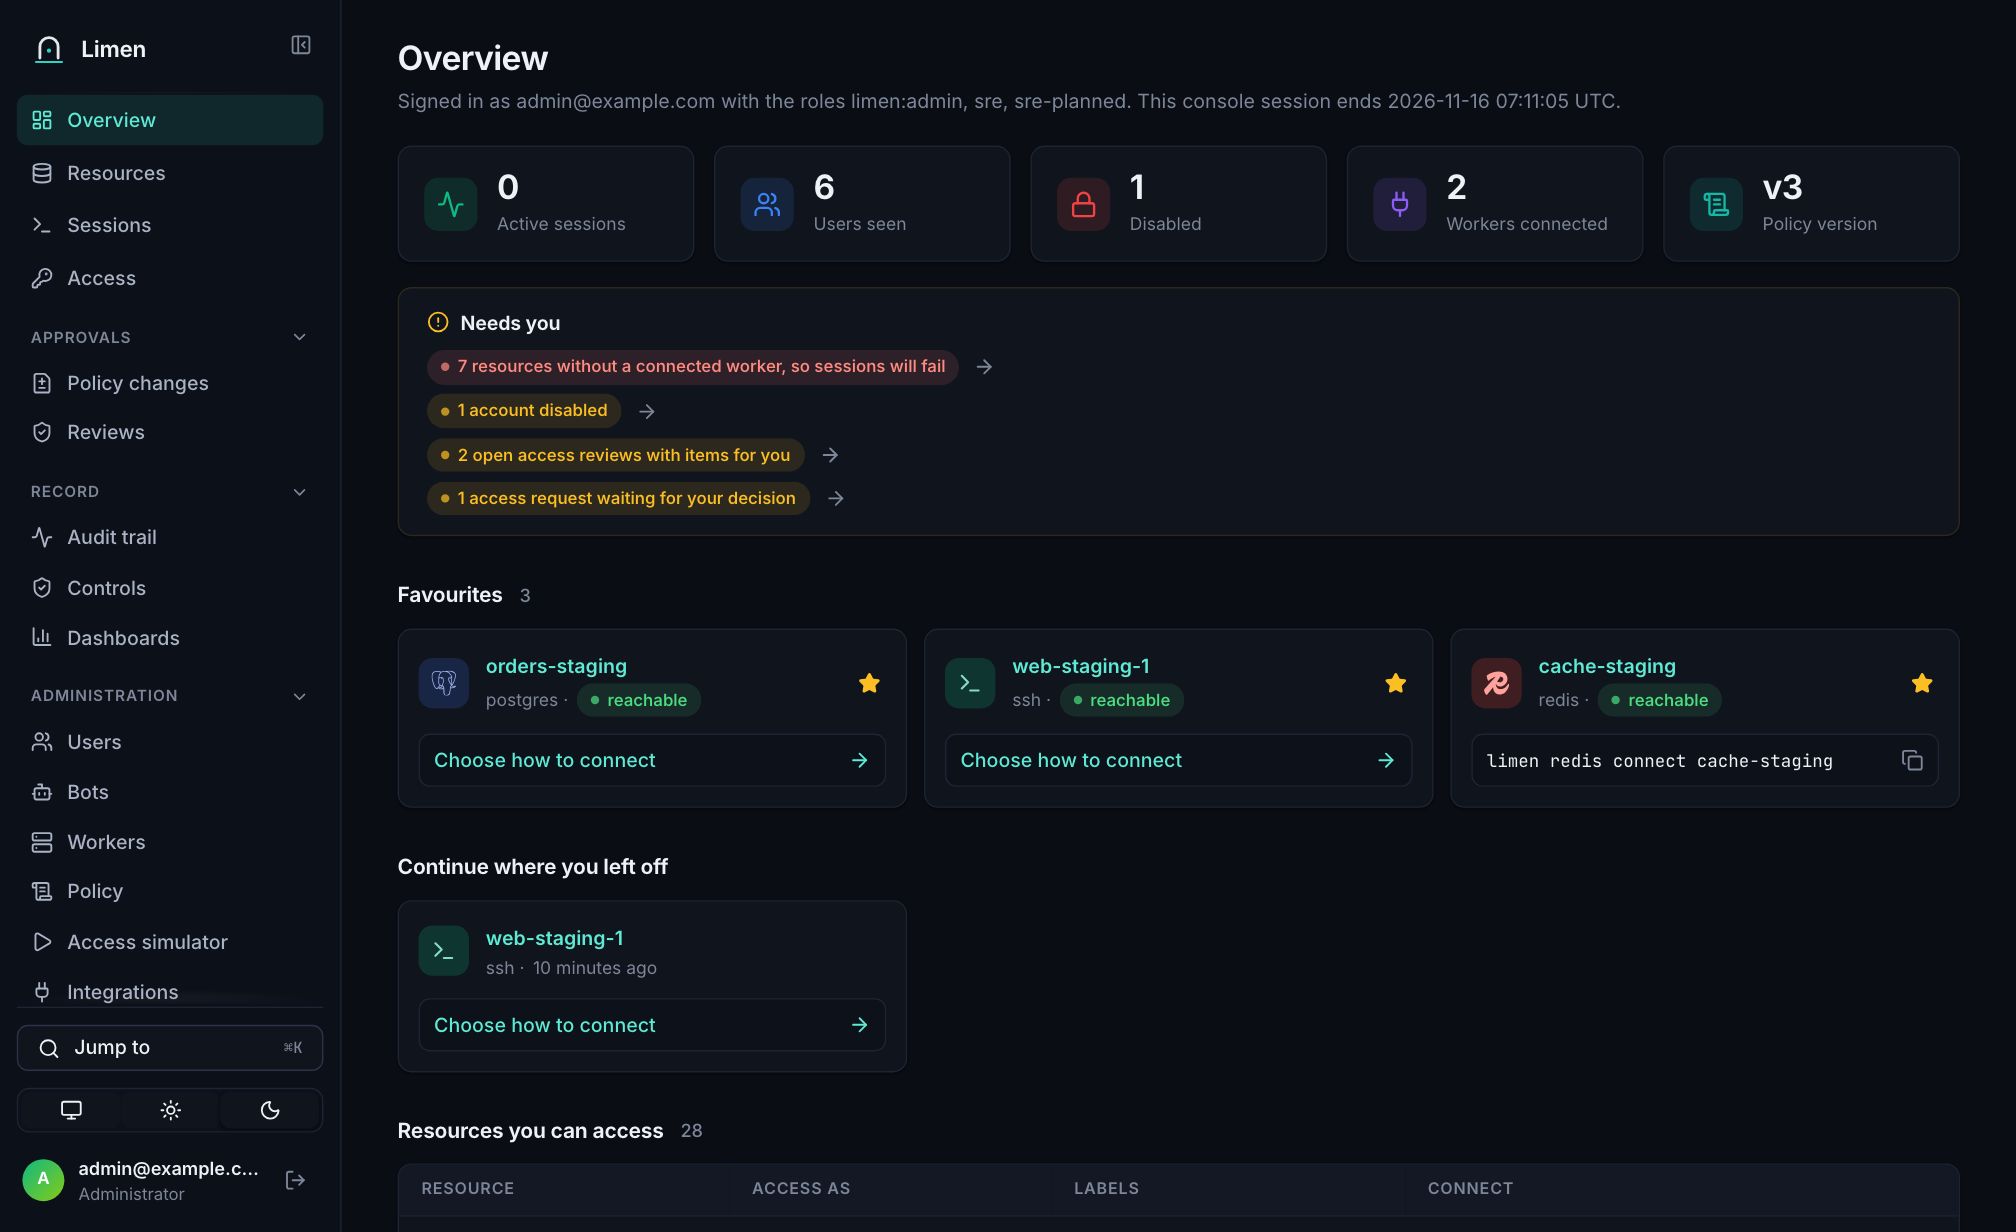 Limen
Overview
Resources
Sessions
Access
APPROVALS
Policy changes
Reviews
RECORD
Audit trail
Controls
Dashboards
ADMINISTRATION
Users
Bots
Workers
Policy
Access simulator
Integrations
Jump to ⌘K
A
admin@example.c...
Administrator
Overview
Signed in as admin@example.com with the roles limen:admin, sre, sre-planned. This console session ends 2026-11-16 07:11:05 UTC.
0
Active sessions
6
Users seen
1
Disabled
2
Workers connected
v3
Policy version
Needs you
7 resources without a connected worker, so sessions will fail
1 account disabled
2 open access reviews with items for you
1 access request waiting for your decision
Favourites 3
orders-staging
postgres · reachable
Choose how to connect
web-staging-1
ssh · reachable
Choose how to connect
cache-staging
redis · reachable
limen redis connect cache-staging
Continue where you left off
web-staging-1
ssh · 10 minutes ago
Choose how to connect
Resources you can access 28
RESOURCE ACCESS AS LABELS CONNECT